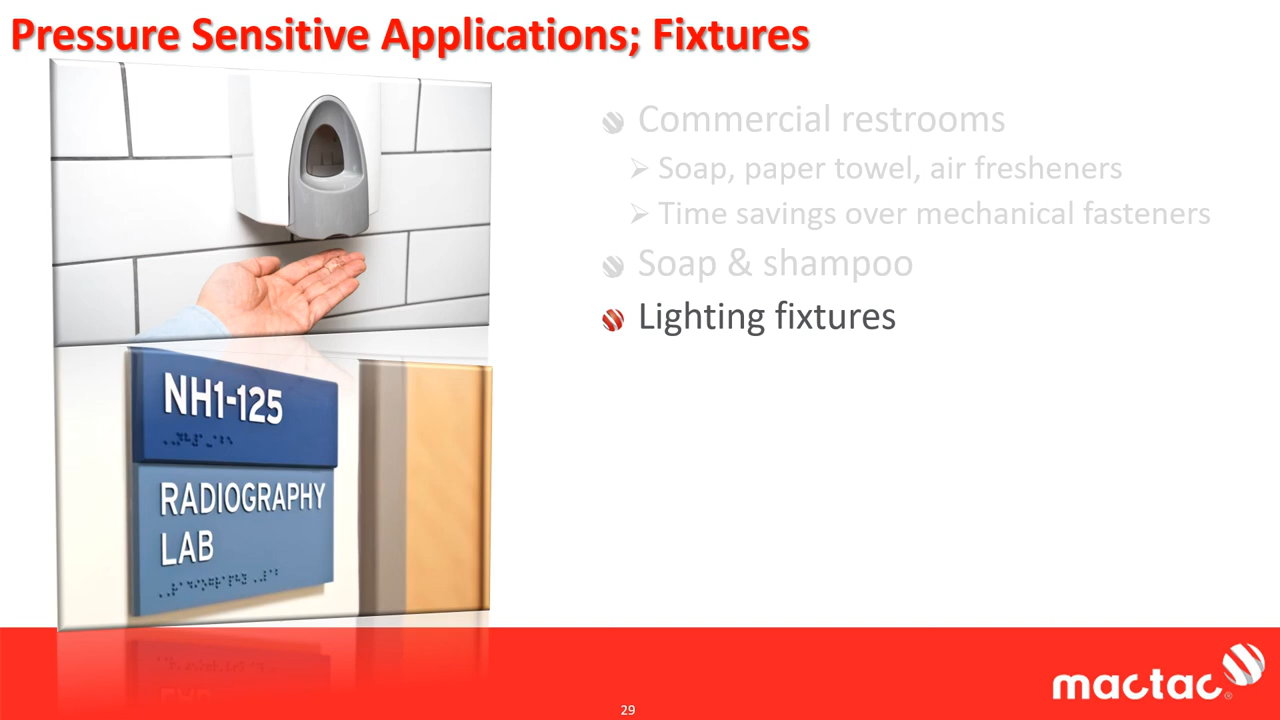 Pressure Sensitive Applications; Fixtures
Commercial restrooms
Soap, paper towel, air fresheners
Time savings over mechanical fasteners
Soap & shampoo
Lighting fixtures
NH1-125
RADIOGRAPHY
LAB
29
mactac®